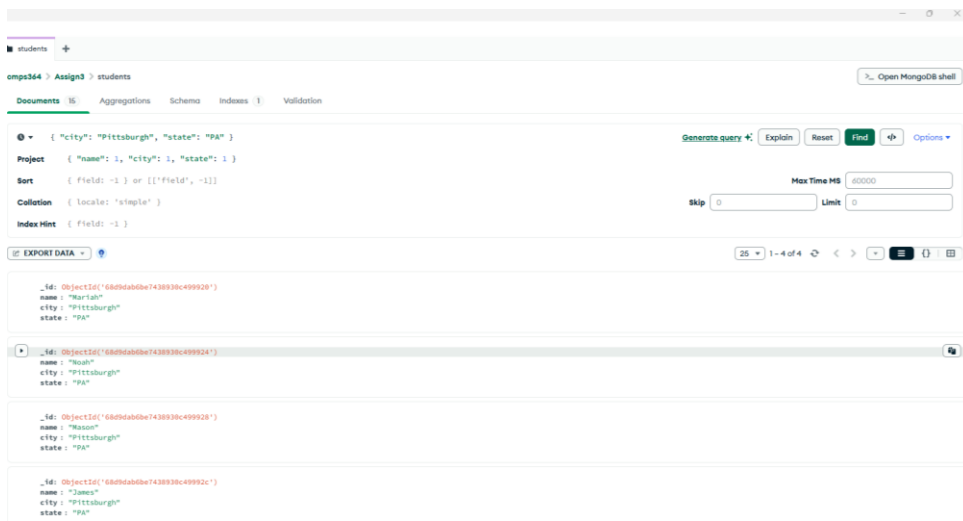 students +
cmps364 > Assign3 > students
>_ Open MongoDB shell
Documents 15 Aggregations Schema Indexes 1 Validation
{ "city": "Pittsburgh", "state": "PA" }
Generate query Explain Reset Find </> Options
Project { "name": 1, "city": 1, "state": 1 }
Sort { field: -1 } or [['field', -1]]
Max Time MS 60000
Collation { locale: 'simple' }
Skip 0 Limit 0
Index Hint { field: -1 }
EXPORT DATA
25 1-4 of 4 {}
_id: ObjectId('68d9dab6be7438930c499920')
name : "Mariah"
city : "Pittsburgh"
state : "PA"
_id: ObjectId('68d9dab6be7438930c499924')
name : "Noah"
city : "Pittsburgh"
state : "PA"
_id: ObjectId('68d9dab6be7438930c499928')
name : "Mason"
city : "Pittsburgh"
state : "PA"
_id: ObjectId('68d9dab6be7438930c49992c')
name : "James"
city : "Pittsburgh"
state : "PA"